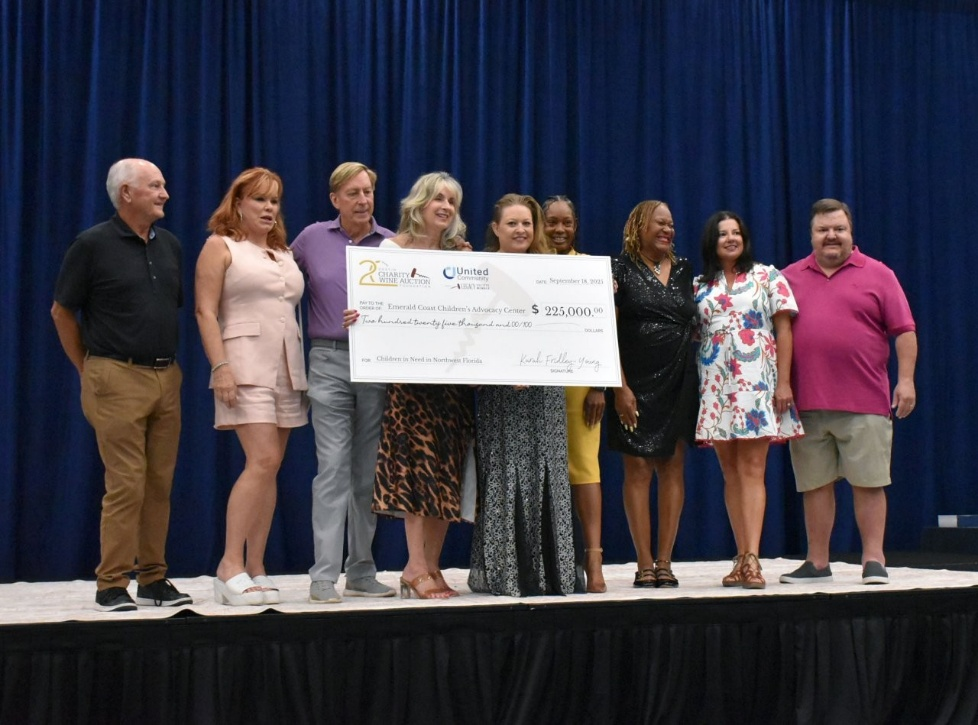 CHARITY
WINE AUCTION
FOUNDATION
United
Community
DATE September 18, 2025
PAY TO THE
ORDER OF Emerald Coast Children's Advocacy Center $ 225,000.00
Two hundred twenty five thousand and 00/100 DOLLARS
FOR Children in Need in Northwest Florida
SIGNATURE